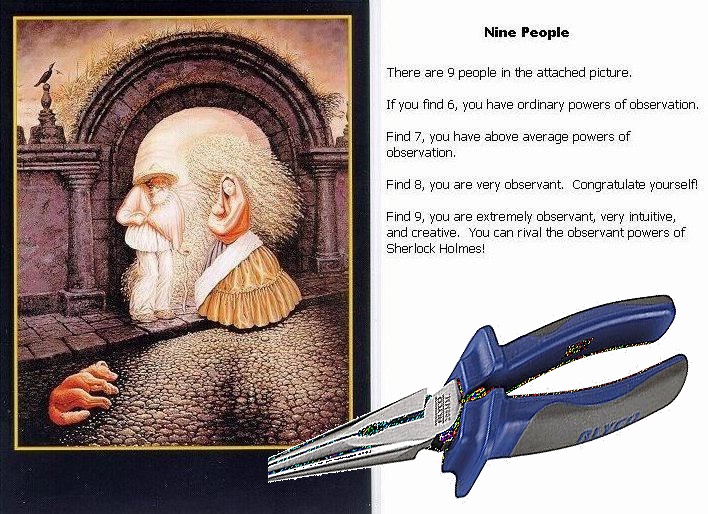 Nine People
There are 9 people in the attached picture.
If you find 6, you have ordinary powers of observation.
Find 7, you have above average powers of
observation.
Find 8, you are very observant.  Congratulate yourself!
Find 9, you are extremely observant, very intuitive,
and creative.  You can rival the observant powers of
Sherlock Holmes!